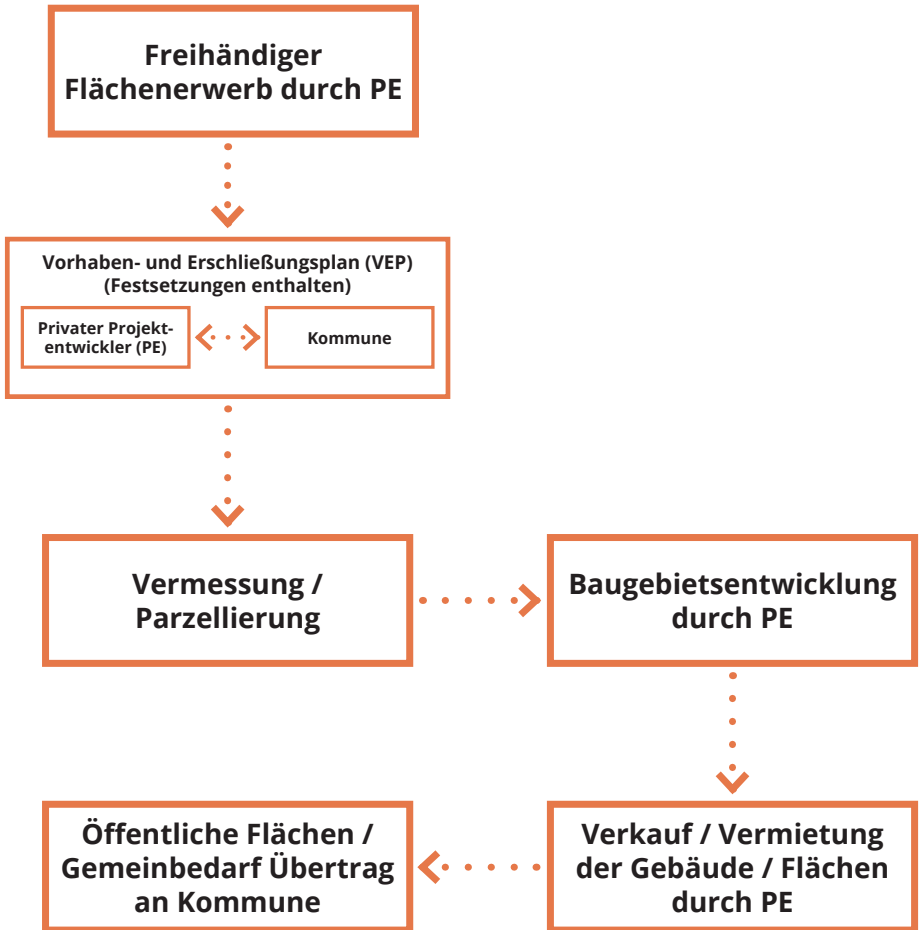 Freihändiger
Flächenerwerb durch PE
Vorhaben- und Erschließungsplan (VEP)
(Festsetzungen enthalten)
Privater Projekt-
entwickler (PE)
Kommune
Vermessung /
Parzellierung
Baugebietsentwicklung
durch PE
Verkauf / Vermietung
der Gebäude / Flächen
durch PE
Öffentliche Flächen /
Gemeinbedarf Übertrag
an Kommune